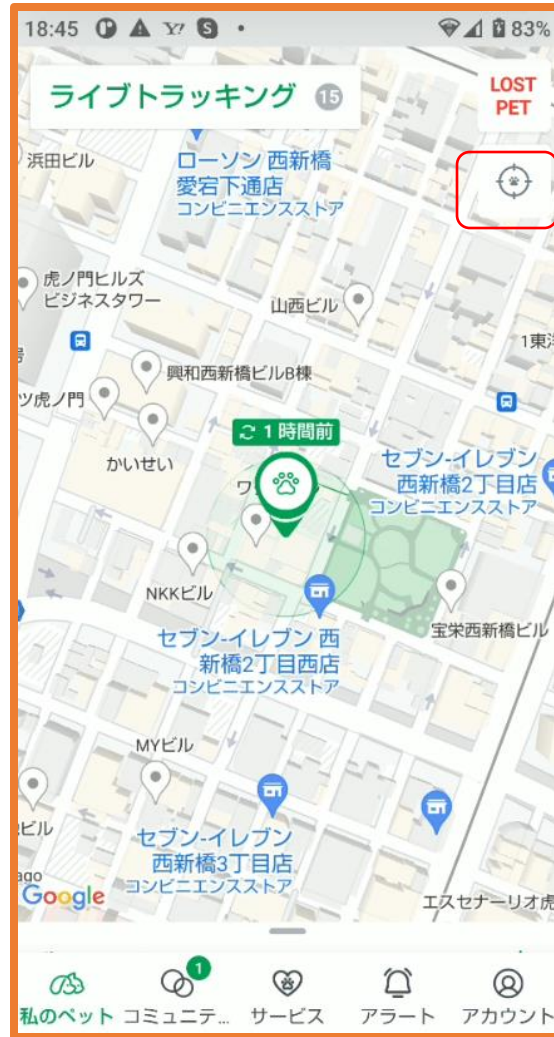 18:45
83%
ライブトラッキング 15
LOST
PET
浜田ビル
ローソン 西新橋
愛宕下通店
コンビニエンスストア
虎ノ門ヒルズ
ビジネスタワー
山西ビル
興和西新橋ビルB棟
ツ虎ノ門
1時間前
かいせい
セブン-イレブン
西新橋2丁目店
コンビニエンスストア
NKKビル
宝栄西新橋ビル
セブン-イレブン 西
新橋2丁目西店
コンビニエンスストア
MYビル
セブン-イレブン
西新橋3丁目店
コンビニエンスストア
Google
エスセナーリオ虎
1
私のペット
コミュニテ...
サービス
アラート
アカウント